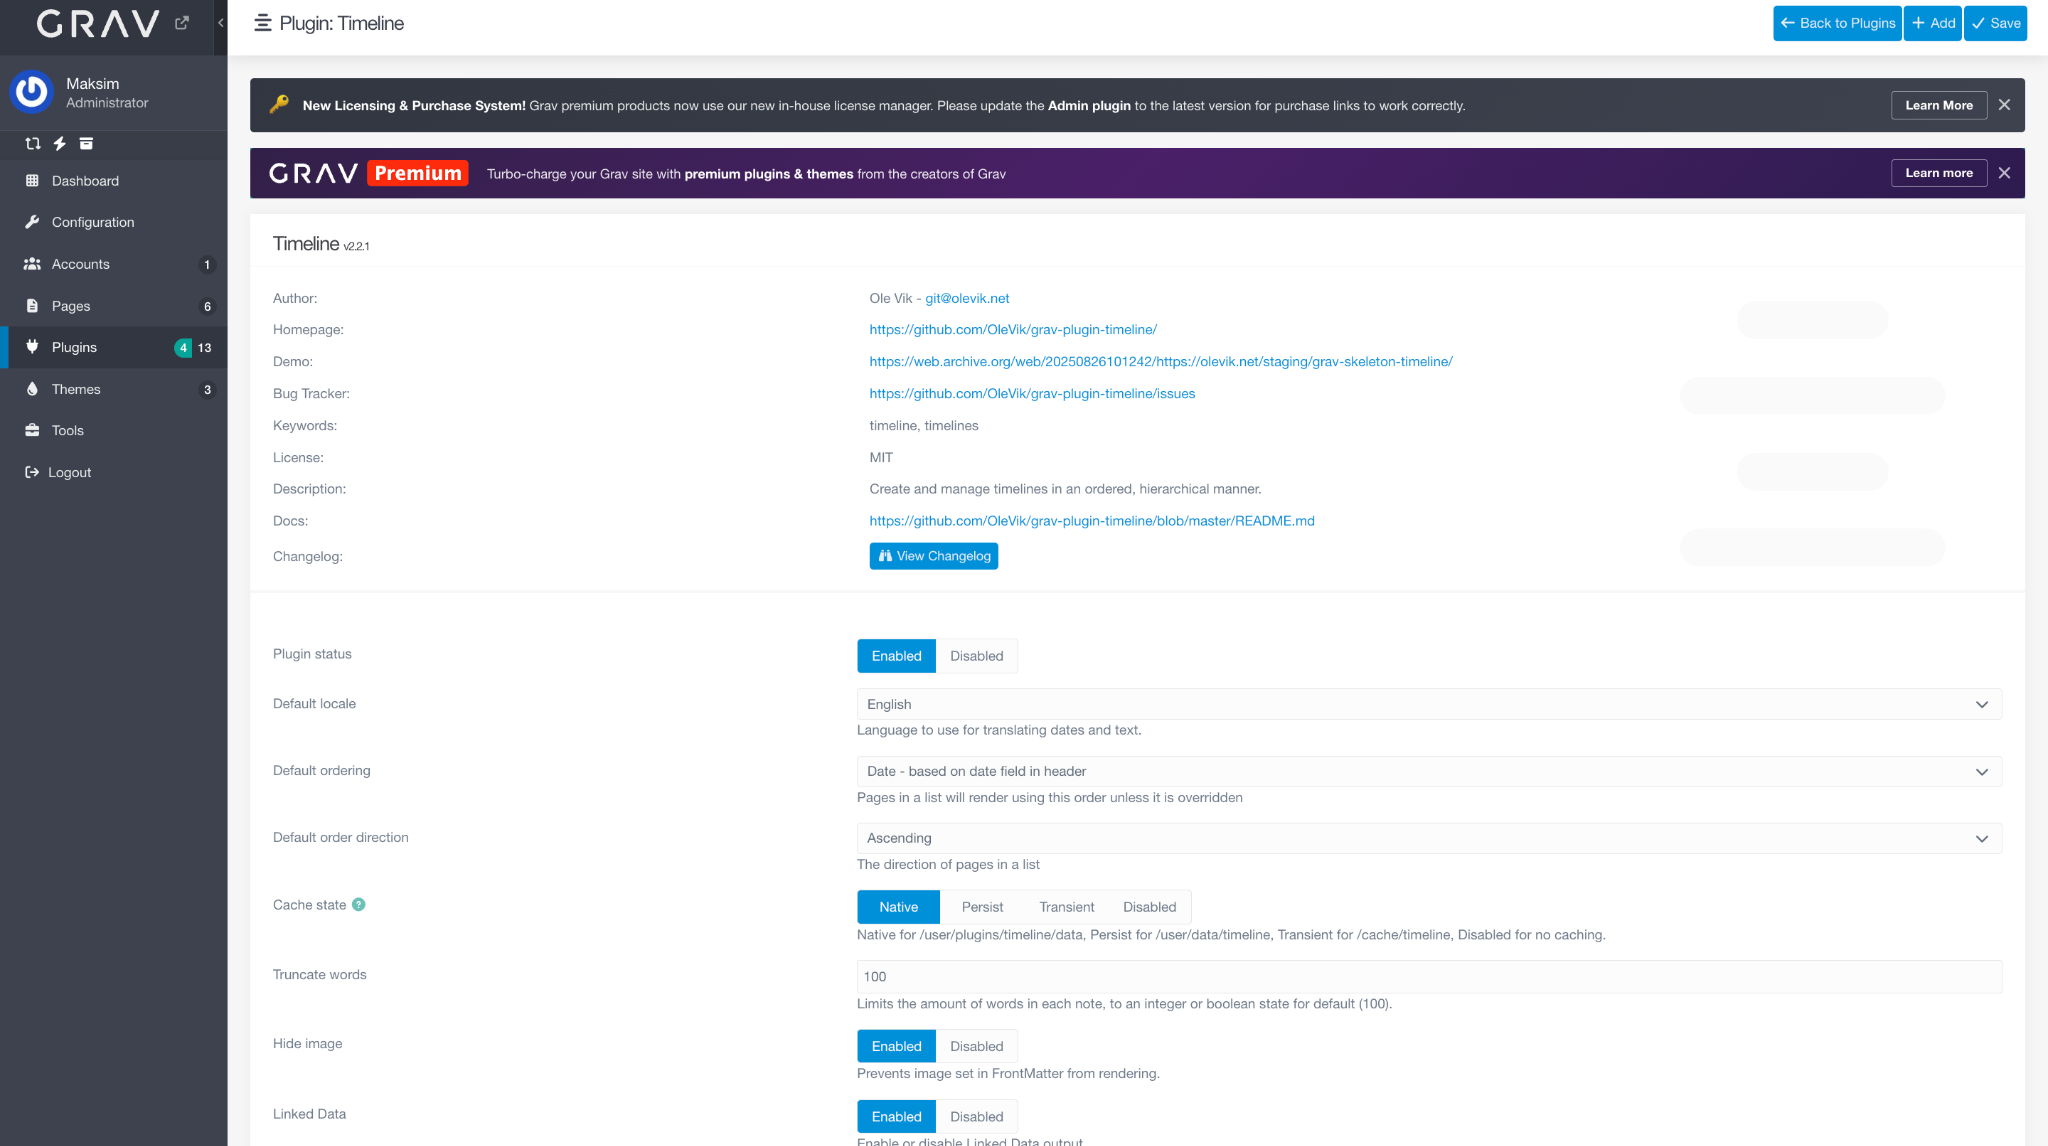 GRAV
Plugin: Timeline
Back to Plugins
Add
Save
Maksim
Administrator
Dashboard
Configuration
Accounts 1
Pages 6
Plugins 4 13
Themes 3
Tools
Logout
New Licensing & Purchase System! Grav premium products now use our new in-house license manager. Please update the Admin plugin to the latest version for purchase links to work correctly.
Learn More
GRAV Premium Turbo-charge your Grav site with premium plugins & themes from the creators of Grav
Learn more
Timeline v2.2.1
Author: Ole Vik - git@olevik.net
Homepage: https://github.com/OleVik/grav-plugin-timeline/
Demo: https://web.archive.org/web/20250826101242/https://olevik.net/staging/grav-skeleton-timeline/
Bug Tracker: https://github.com/OleVik/grav-plugin-timeline/issues
Keywords: timeline, timelines
License: MIT
Description: Create and manage timelines in an ordered, hierarchical manner.
Docs: https://github.com/OleVik/grav-plugin-timeline/blob/master/README.md
Changelog: View Changelog
Plugin status Enabled Disabled
Default locale English
Language to use for translating dates and text.
Default ordering Date - based on date field in header
Pages in a list will render using this order unless it is overridden
Default order direction Ascending
The direction of pages in a list
Cache state ? Native Persist Transient Disabled
Native for /user/plugins/timeline/data, Persist for /user/data/timeline, Transient for /cache/timeline, Disabled for no caching.
Truncate words 100
Limits the amount of words in each note, to an integer or boolean state for default (100).
Hide image Enabled Disabled
Prevents image set in FrontMatter from rendering.
Linked Data Enabled Disabled
Enable or disable Linked Data output